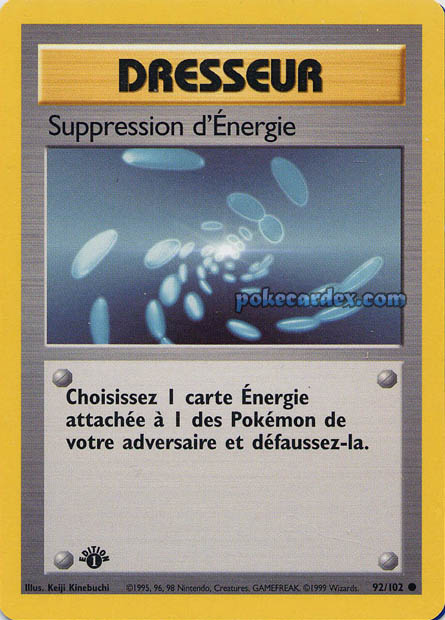 DRESSEUR
Suppression d'Énergie
pokecardex.com
Choisissez 1 carte Énergie
attachée à 1 des Pokémon de
votre adversaire et défaussez-la.
EDITION
1
Illus. Keiji Kinebuchi ©1995, 96, 98 Nintendo, Creatures, GAMEFREAK. ©1999 Wizards. 92/102 ●